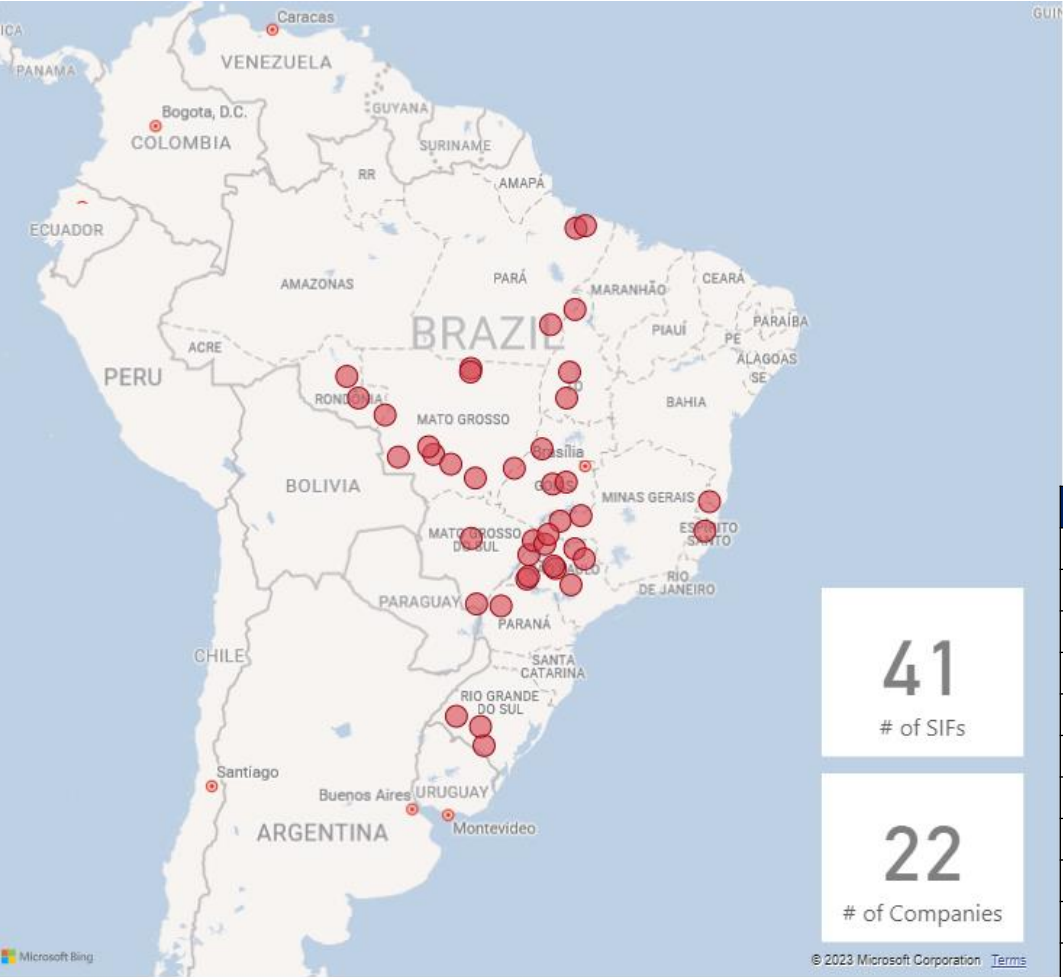 Caracas
GUIN
ICA
VENEZUELA
PANAMA
GUYANA
Bogota, D.C.
COLOMBIA
SURINAME
RR
AMAPÁ
ECUADOR
PARÁ
CEARÁ
AMAZONAS
MARANHÃO
BRAZIL
PARAÍBA
PIAUÍ
PE
ACRE
ALAGOAS
PERU
SE
RONDÔNIA
O
BAHIA
MATO GROSSO
Brasília
BOLIVIA
GOIÁS
MINAS GERAIS
MATO GROSSO
DO SUL
ESPÍRITO
SANTO
PAULO
RIO
DE JANEIRO
PARAGUAY
PARANÁ
CHILE
SANTA
CATARINA
41
# of SIFs
RIO GRANDE
DO SUL
Santiago
Buenos Aires
URUGUAY
Montevideo
ARGENTINA
22
# of Companies
Microsoft Bing
© 2023 Microsoft Corporation Terms